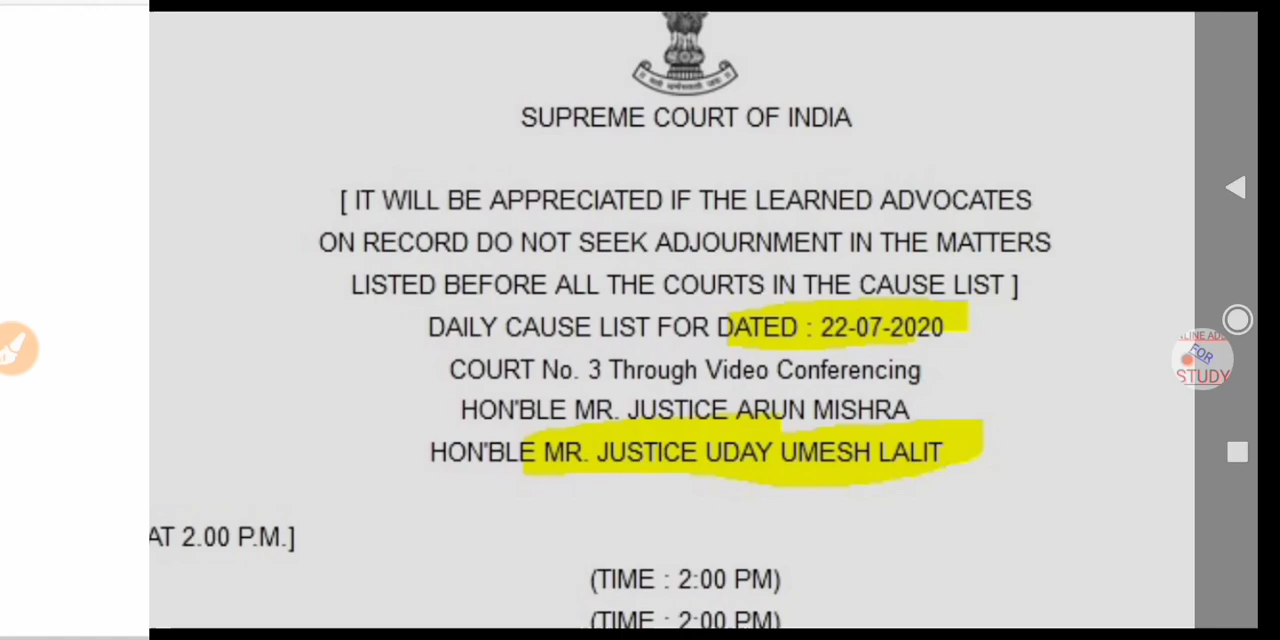 SUPREME COURT OF INDIA
[ IT WILL BE APPRECIATED IF THE LEARNED ADVOCATES
ON RECORD DO NOT SEEK ADJOURNMENT IN THE MATTERS
LISTED BEFORE ALL THE COURTS IN THE CAUSE LIST ]
DAILY CAUSE LIST FOR DATED : 22-07-2020
COURT No. 3 Through Video Conferencing
HON'BLE MR. JUSTICE ARUN MISHRA
HON'BLE MR. JUSTICE UDAY UMESH LALIT
AT 2.00 P.M.]
(TIME : 2:00 PM)
(TIME : 2:00 PM)
FOR
STUDY